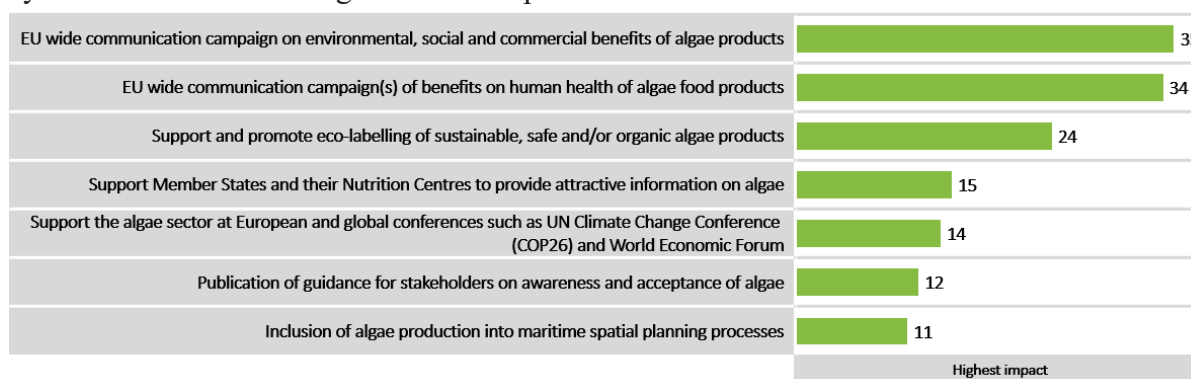 EU wide communication campaign on environmental, social and commercial benefits of algae products
35
EU wide communication campaign(s) of benefits on human health of algae food products
34
Support and promote eco-labelling of sustainable, safe and/or organic algae products
24
Support Member States and their Nutrition Centres to provide attractive information on algae
15
Support the algae sector at European and global conferences such as UN Climate Change Conference
(COP26) and World Economic Forum
14
Publication of guidance for stakeholders on awareness and acceptance of algae
12
Inclusion of algae production into maritime spatial planning processes
11
Highest impact